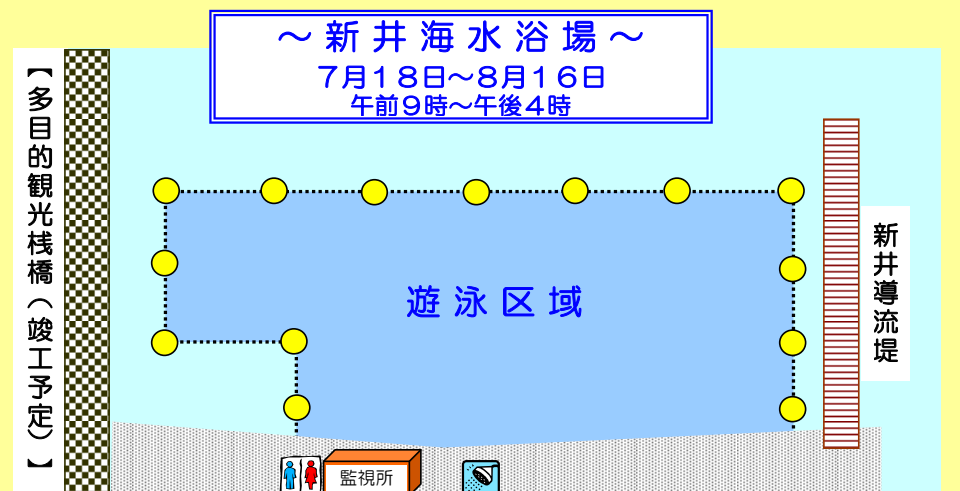 ～新井海水浴場～
７月１８日～８月１６日
午前９時～午後４時
【多目的観光桟橋（竣工予定）】
遊泳区域
新井導流堤
監視所